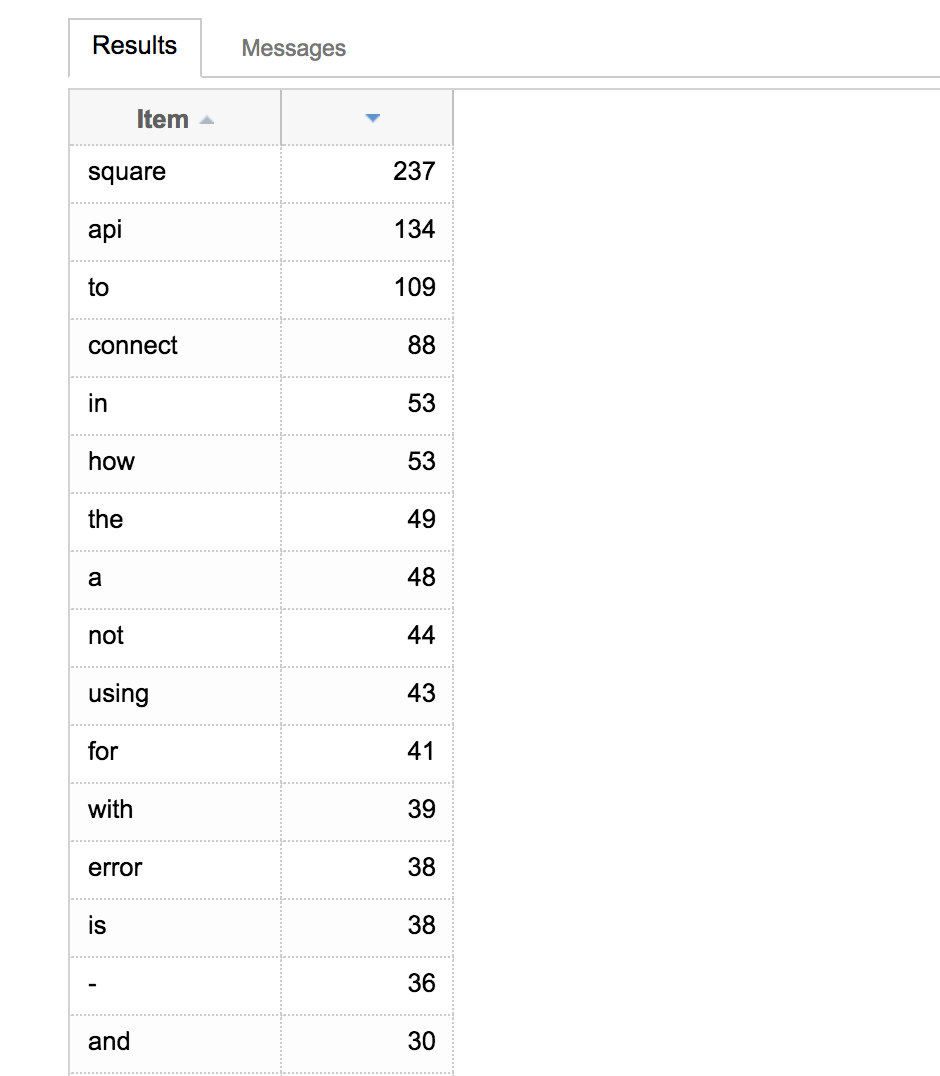 Results Messages
Item
square 237
api 134
to 109
connect 88
in 53
how 53
the 49
a 48
not 44
using 43
for 41
with 39
error 38
is 38
- 36
and 30